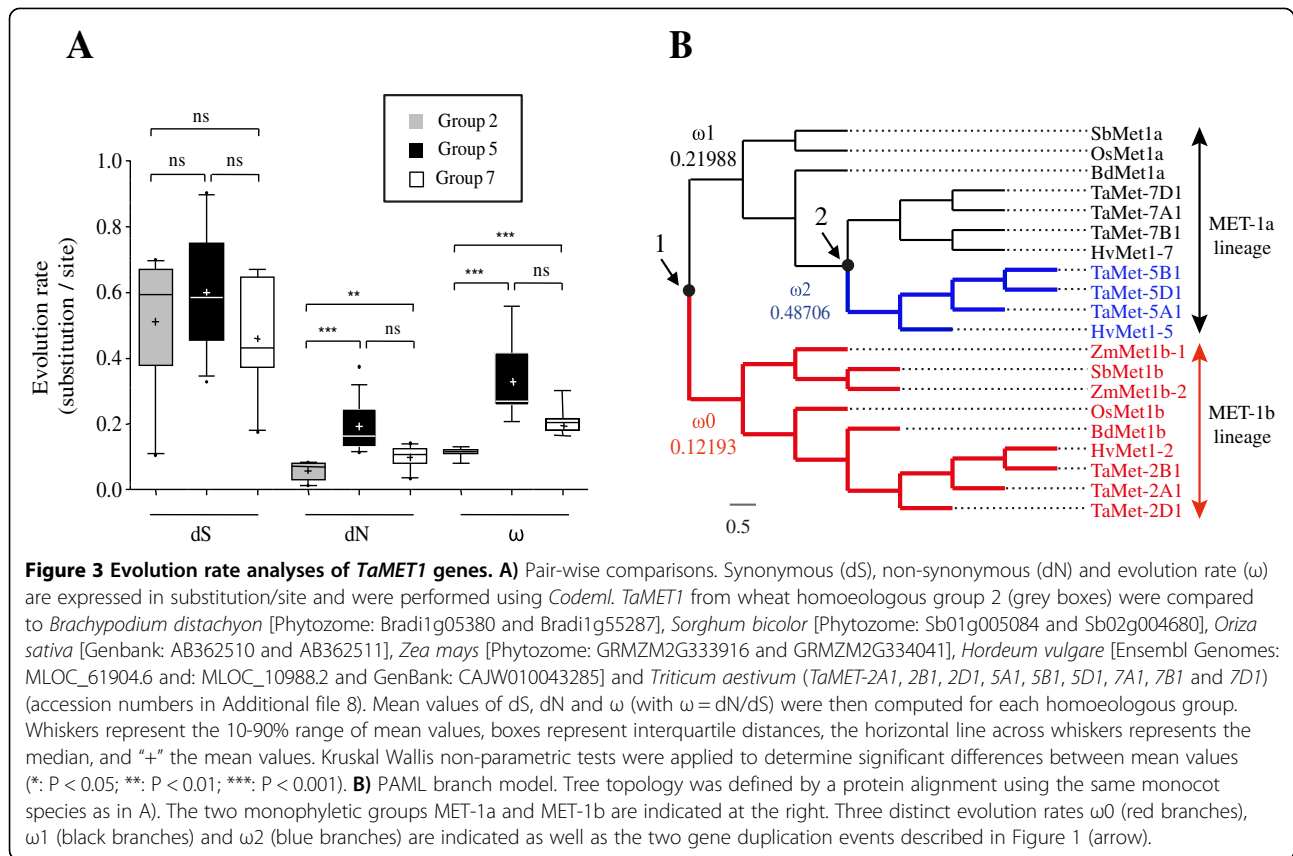 A
Group 2
Group 5
Group 7
ns
ns
ns
**
***
ns
***
***
ns
1.0
0.8
0.6
0.4
0.2
0.0
Evolution rate
(substitution / site)
dS
dN
ω
B
ω1
0.21988
1
2
ω2
0.48706
ω0
0.12193
0.5
SbMet1a
OsMet1a
BdMet1a
TaMet-7D1
TaMet-7A1
TaMet-7B1
HvMet1-7
TaMet-5B1
TaMet-5D1
TaMet-5A1
HvMet1-5
ZmMet1b-1
SbMet1b
ZmMet1b-2
OsMet1b
BdMet1b
HvMet1-2
TaMet-2B1
TaMet-2A1
TaMet-2D1
MET-1a
lineage
MET-1b
lineage
Figure 3 Evolution rate analyses of TaMET1 genes. A) Pair-wise comparisons. Synonymous (dS), non-synonymous (dN) and evolution rate (ω)
are expressed in substitution/site and were performed using Codeml. TaMET1 from wheat homoeologous group 2 (grey boxes) were compared
to Brachypodium distachyon [Phytozome: Bradi1g05380 and Bradi1g55287], Sorghum bicolor [Phytozome: Sb01g005084 and Sb02g004680], Oriza
sativa [Genbank: AB362510 and AB362511], Zea mays [Phytozome: GRMZM2G333916 and GRMZM2G334041], Hordeum vulgare [Ensembl Genomes:
MLOC_61904.6 and: MLOC_10988.2 and GenBank: CAJW010043285] and Triticum aestivum (TaMET-2A1, 2B1, 2D1, 5A1, 5B1, 5D1, 7A1, 7B1 and 7D1)
(accession numbers in Additional file 8). Mean values of dS, dN and ω (with ω = dN/dS) were then computed for each homoeologous group.
Whiskers represent the 10-90% range of mean values, boxes represent interquartile distances, the horizontal line across whiskers represents the
median, and “+” the mean values. Kruskal Wallis non-parametric tests were applied to determine significant differences between mean values
(*: P < 0.05; **: P < 0.01; ***: P < 0.001). B) PAML branch model. Tree topology was defined by a protein alignment using the same monocot
species as in A). The two monophyletic groups MET-1a and MET-1b are indicated at the right. Three distinct evolution rates ω0 (red branches),
ω1 (black branches) and ω2 (blue branches) are indicated as well as the two gene duplication events described in Figure 1 (arrow).